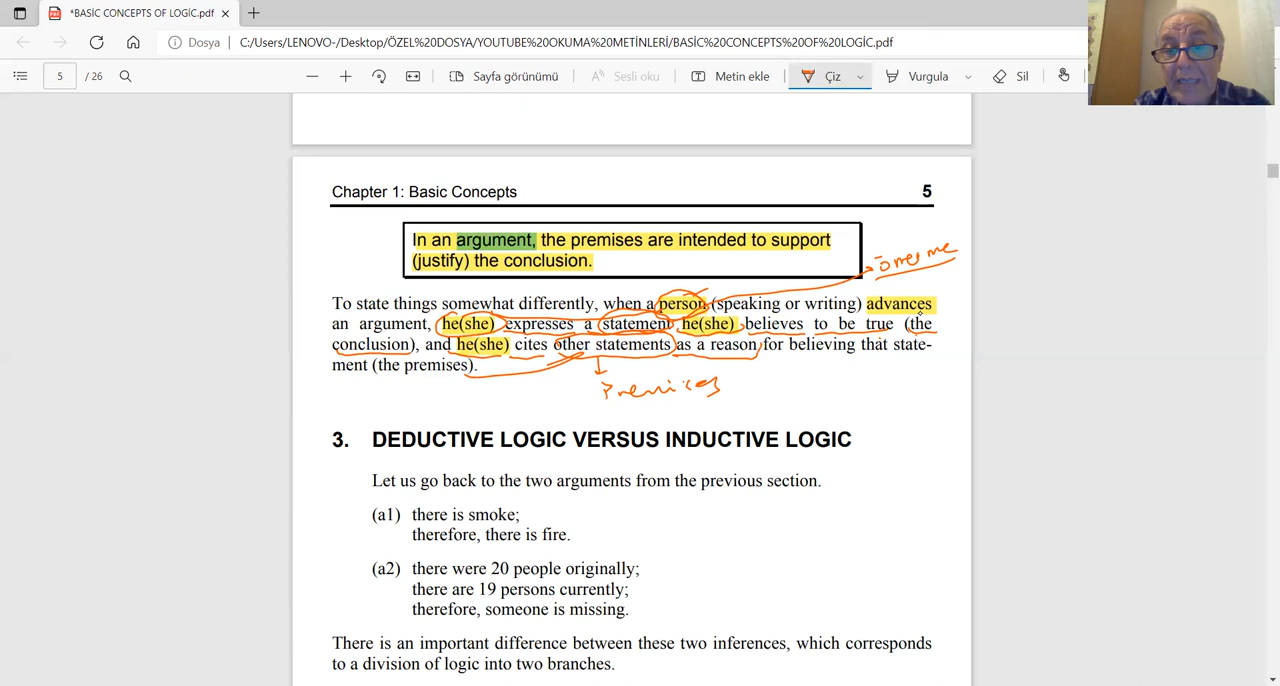 *BASİC CONCEPTS OF LOGİC.pdf
Dosya
C:/Users/LENOVO-/Desktop/ÖZEL%20DOSYA/YOUTUBE%20OKUMA%20METİNLERİ/BASİC%20CONCEPTS%20OF%20LOGİC.pdf
5 / 26
Sayfa görünümü
Sesli oku
Metin ekle
Çiz
Vurgula
Sil
Chapter 1: Basic Concepts 5
In an argument, the premises are intended to support
(justify) the conclusion.
önerme
To state things somewhat differently, when a person (speaking or writing) advances
an argument, he(she) expresses a statement he(she) believes to be true (the
conclusion), and he(she) cites other statements as a reason for believing that state-
ment (the premises).
Premises
3. DEDUCTIVE LOGIC VERSUS INDUCTIVE LOGIC
Let us go back to the two arguments from the previous section.
(a1) there is smoke;
therefore, there is fire.
(a2) there were 20 people originally;
there are 19 persons currently;
therefore, someone is missing.
There is an important difference between these two inferences, which corresponds
to a division of logic into two branches.